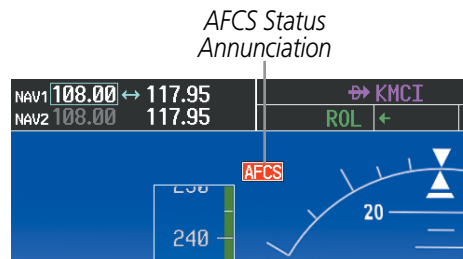 AFCS Status
Annunciation
NAV1 108.00 ↔ 117.95
NAV2 108.00 117.95
KMCI
ROL ←
AFCS
20
240